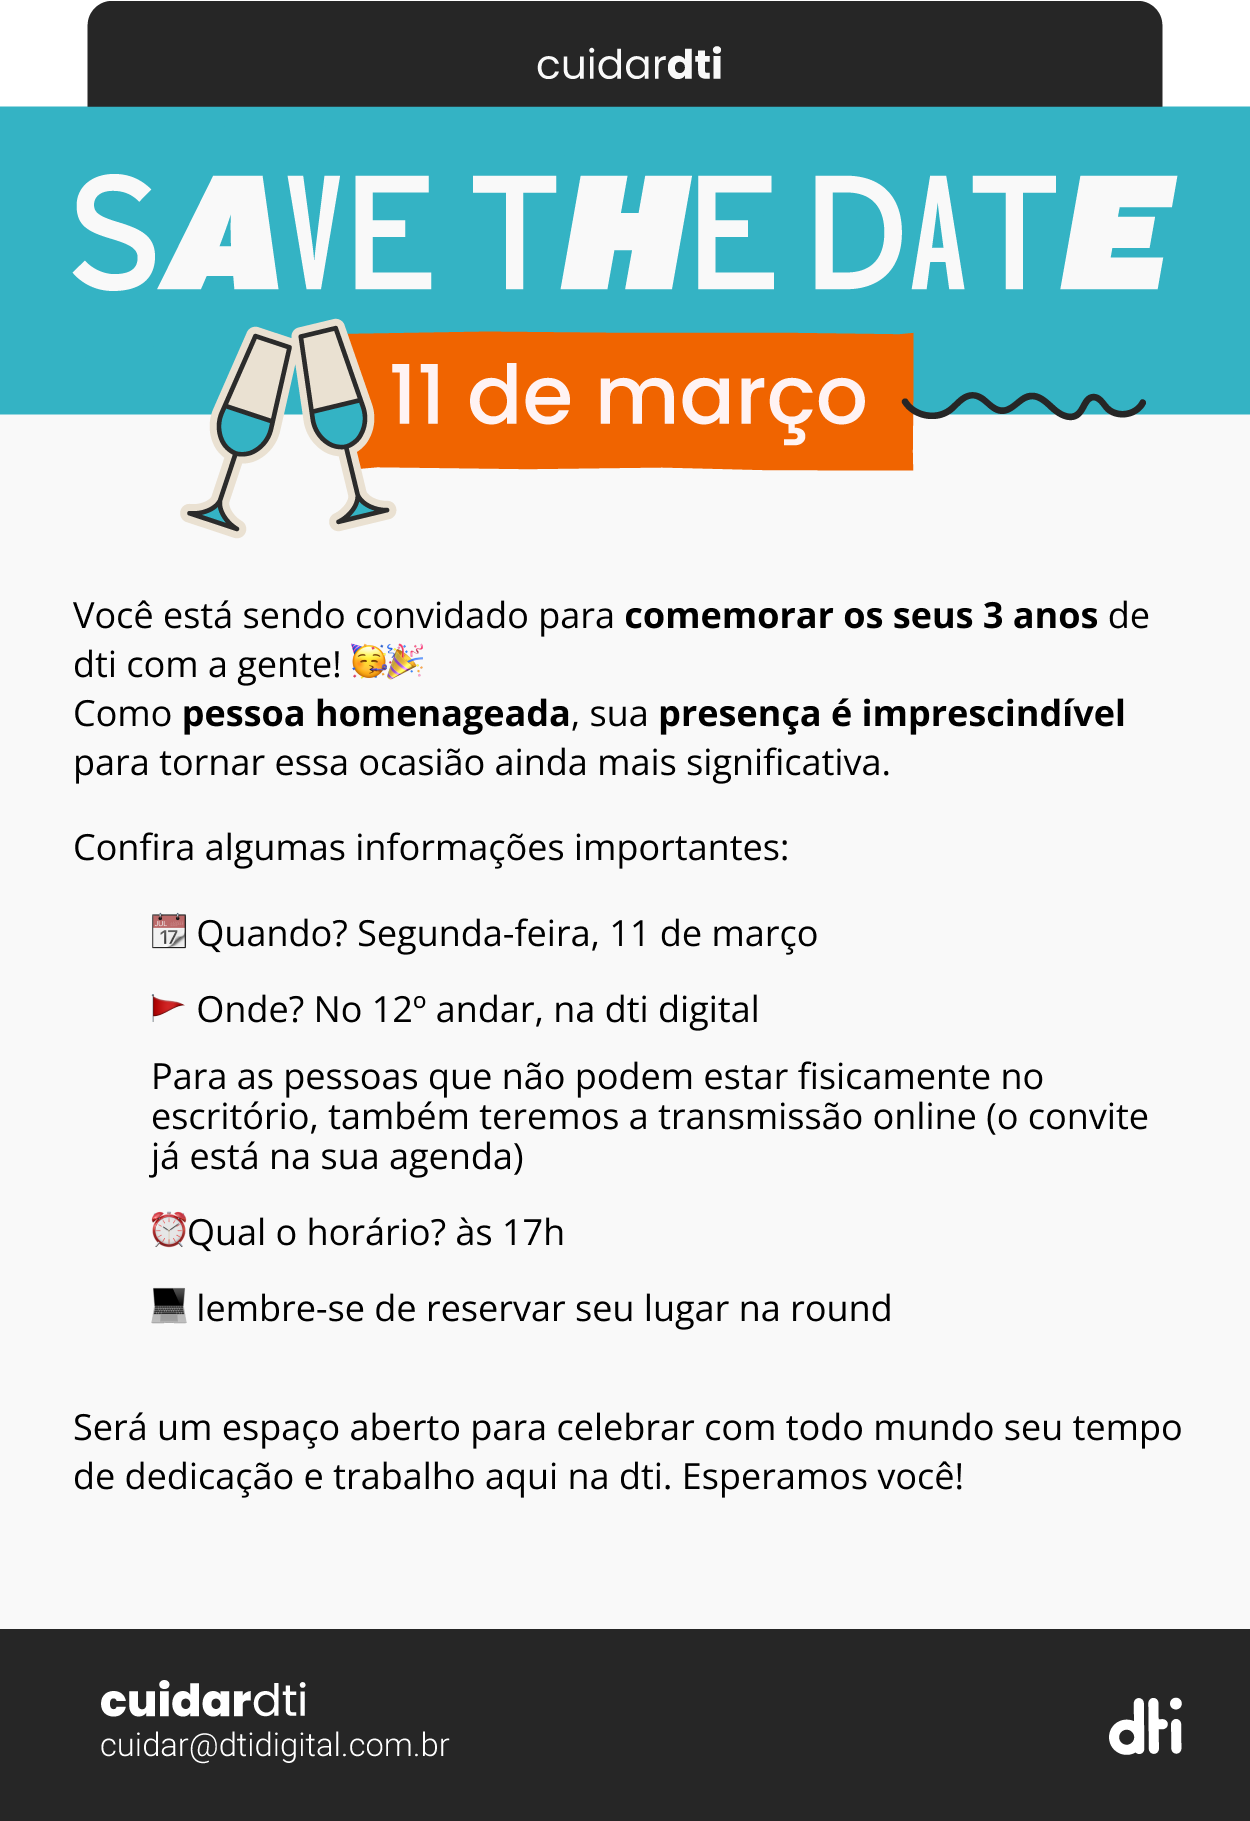 cuidardti
SAVE THE DATE
11 de março
Você está sendo convidado para comemorar os seus 3 anos de
dti com a gente! 🥳🎉
Como pessoa homenageada, sua presença é imprescindível
para tornar essa ocasião ainda mais significativa.
Confira algumas informações importantes:
📆 Quando? Segunda-feira, 11 de março
🚩 Onde? No 12º andar, na dti digital
Para as pessoas que não podem estar fisicamente no
escritório, também teremos a transmissão online (o convite
já está na sua agenda)
⏰Qual o horário? às 17h
💻 lembre-se de reservar seu lugar na round
Será um espaço aberto para celebrar com todo mundo seu tempo
de dedicação e trabalho aqui na dti. Esperamos você!
cuidardti
cuidar@dtidigital.com.br
dti